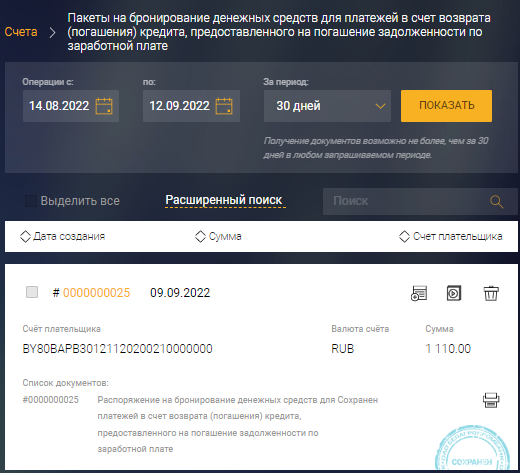 Счета
Пакеты на бронирование денежных средств для платежей в счет возврата
(погашения) кредита, предоставленного на погашение задолженности по
заработной плате
Операции с:
по:
За период:
14.08.2022
12.09.2022
30 дней
ПОКАЗАТЬ
Получение документов возможно не более, чем за 30
дней в любом запрашиваемом периоде.
Выделить все
Расширенный поиск
Поиск
Дата создания
Сумма
Счет плательщика
# 0000000025
09.09.2022
Счёт плательщика
Валюта счёта
Сумма
BY80BAPB30121120200210000000
RUB
1 110.00
Список документов:
#0000000025
Распоряжение на бронирование денежных средств для Сохранен
платежей в счет возврата (погашения) кредита,
предоставленного на погашение задолженности по
заработной плате
СОХРАНЕН